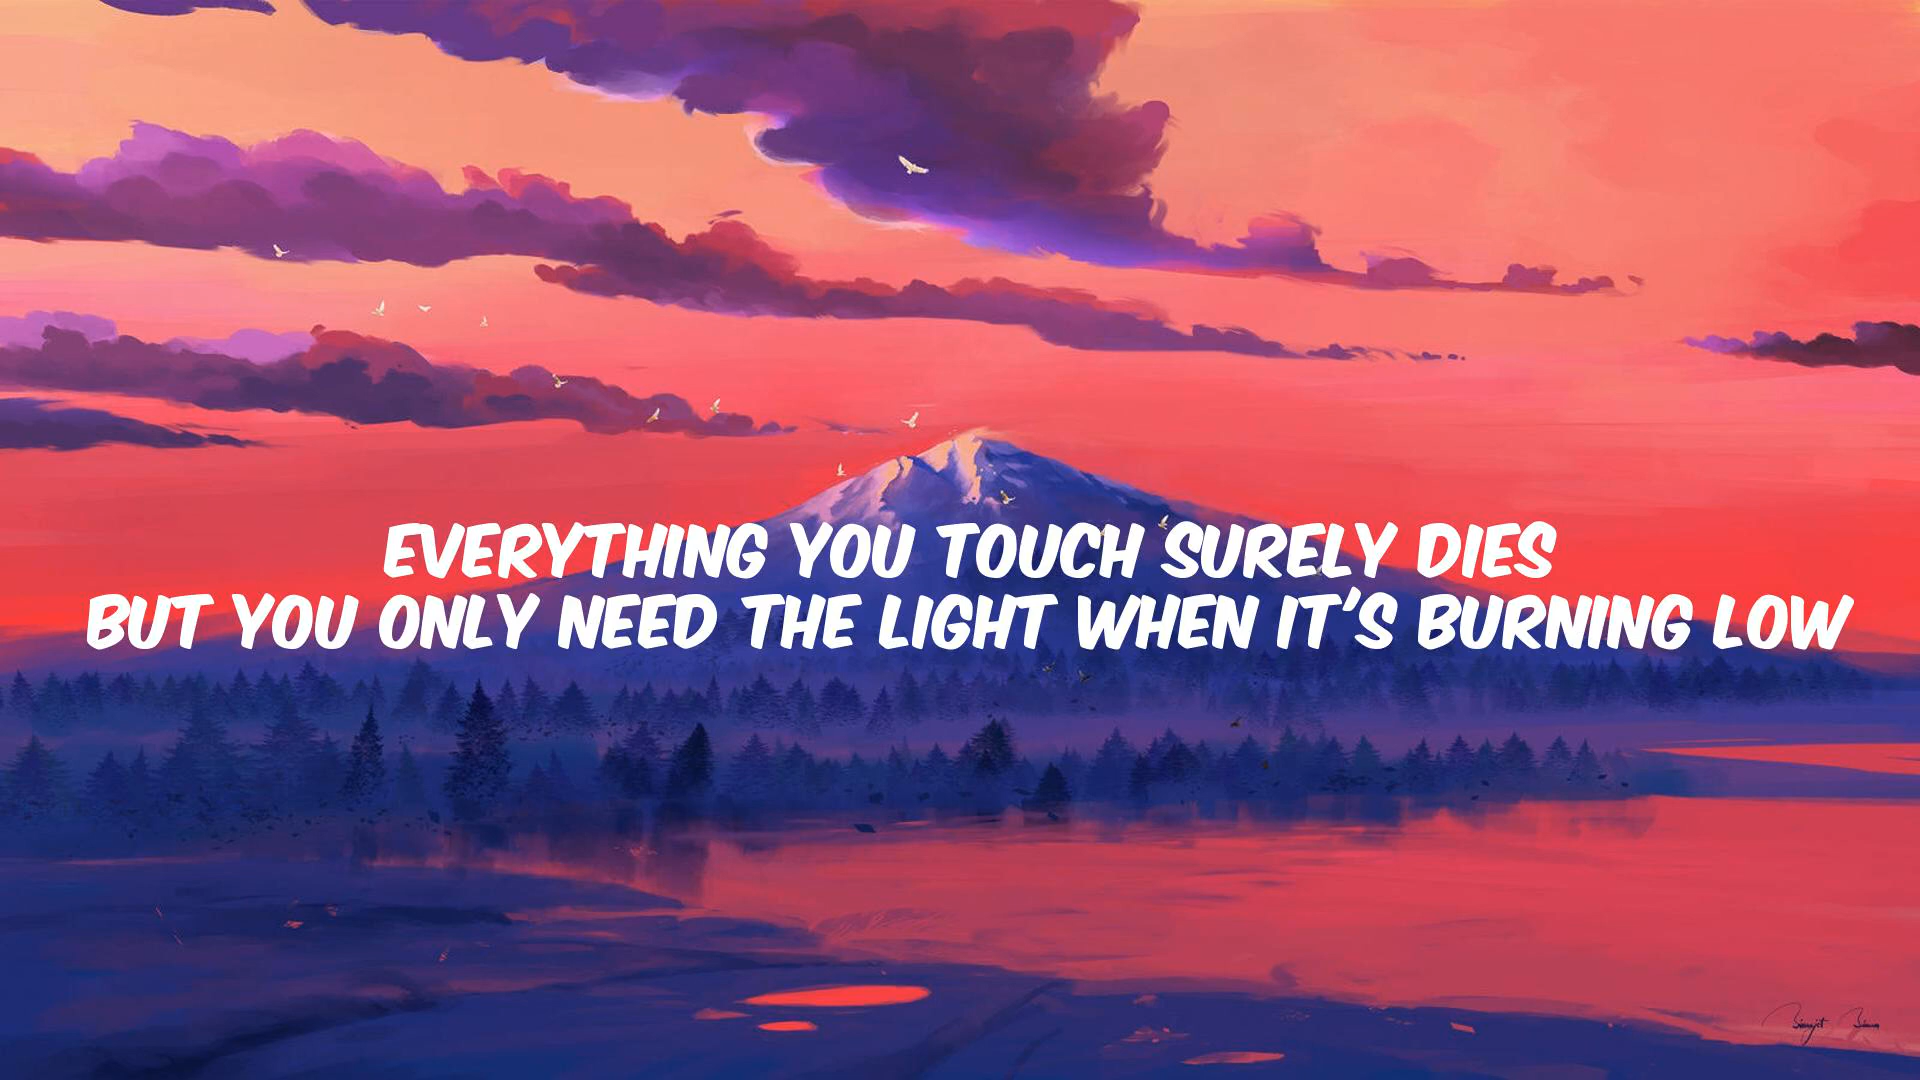 EVERYTHING YOU TOUCH SURELY DIES
BUT YOU ONLY NEED THE LIGHT WHEN IT'S BURNING LOW